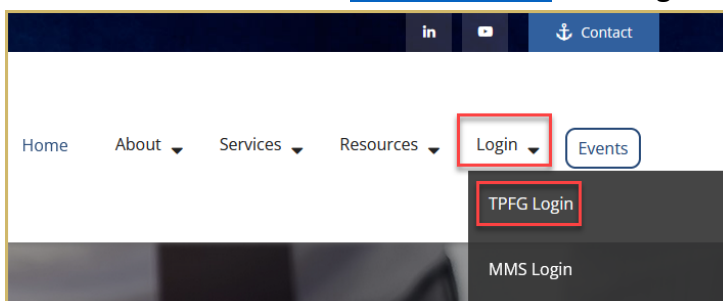 in Contact
Home About Services Resources Login Events
TPFG Login
MMS Login